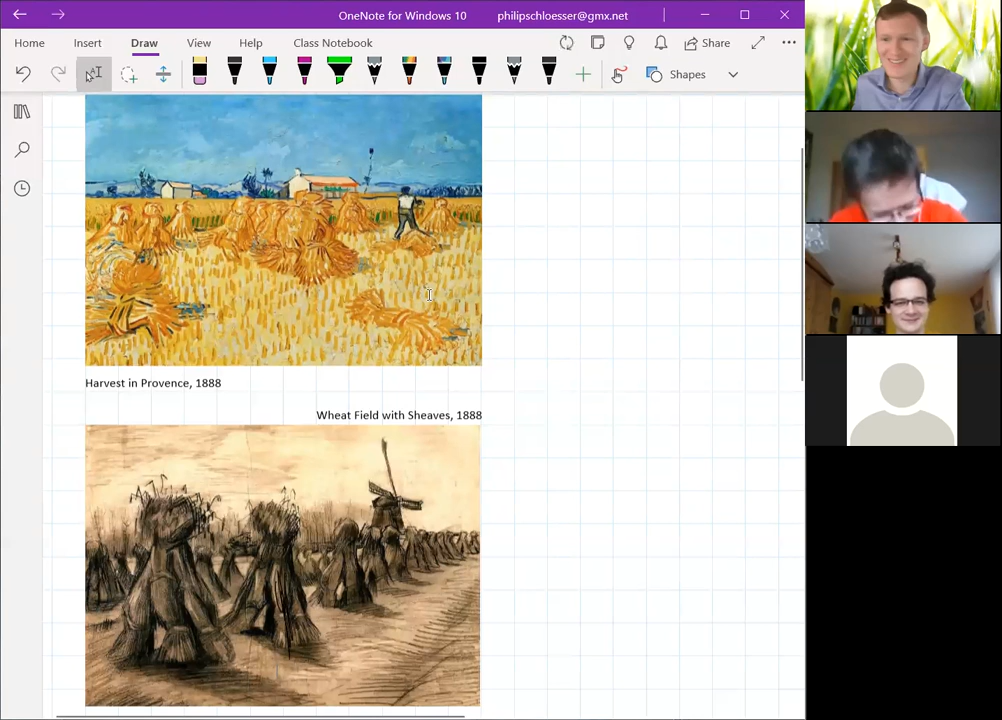 OneNote for Windows 10 philipschloesser@gmx.net
Home Insert Draw View Help Class Notebook Share
Shapes
Harvest in Provence, 1888
Wheat Field with Sheaves, 1888